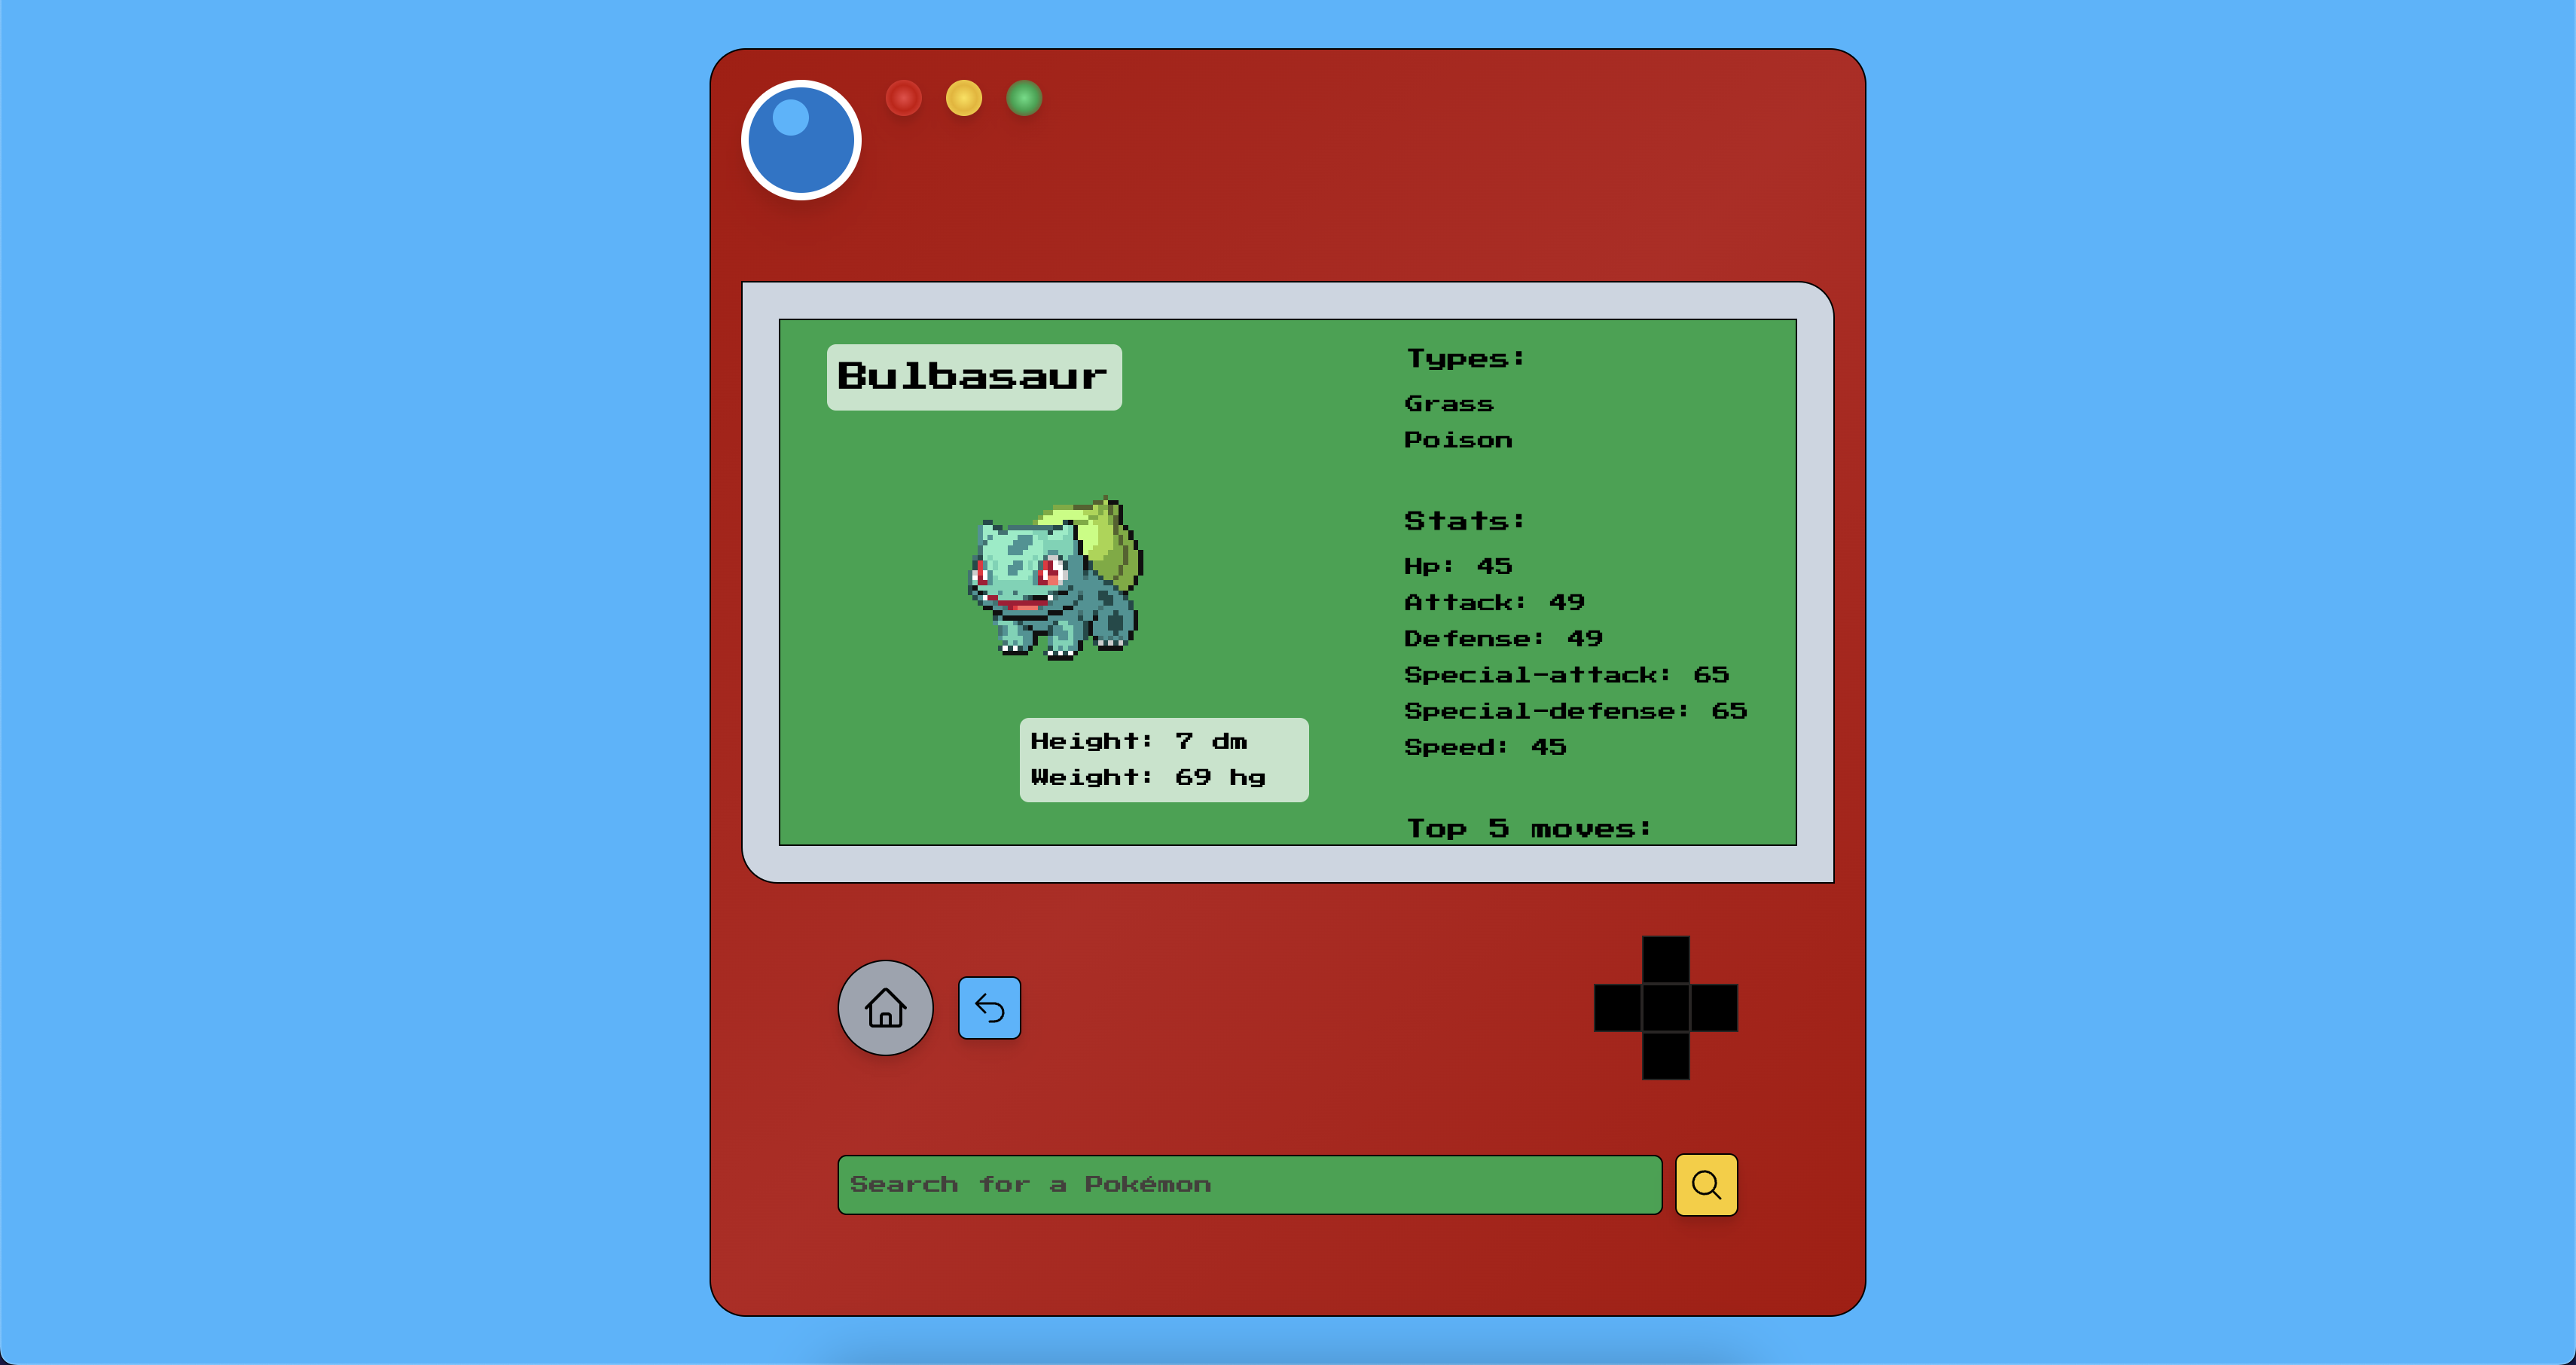 Bulbasaur
Height: 7 dm
Weight: 69 hg
Types:
Grass
Poison
Stats:
Hp: 45
Attack: 49
Defense: 49
Special-attack: 65
Special-defense: 65
Speed: 45
Top 5 moves:
Search for a Pokémon